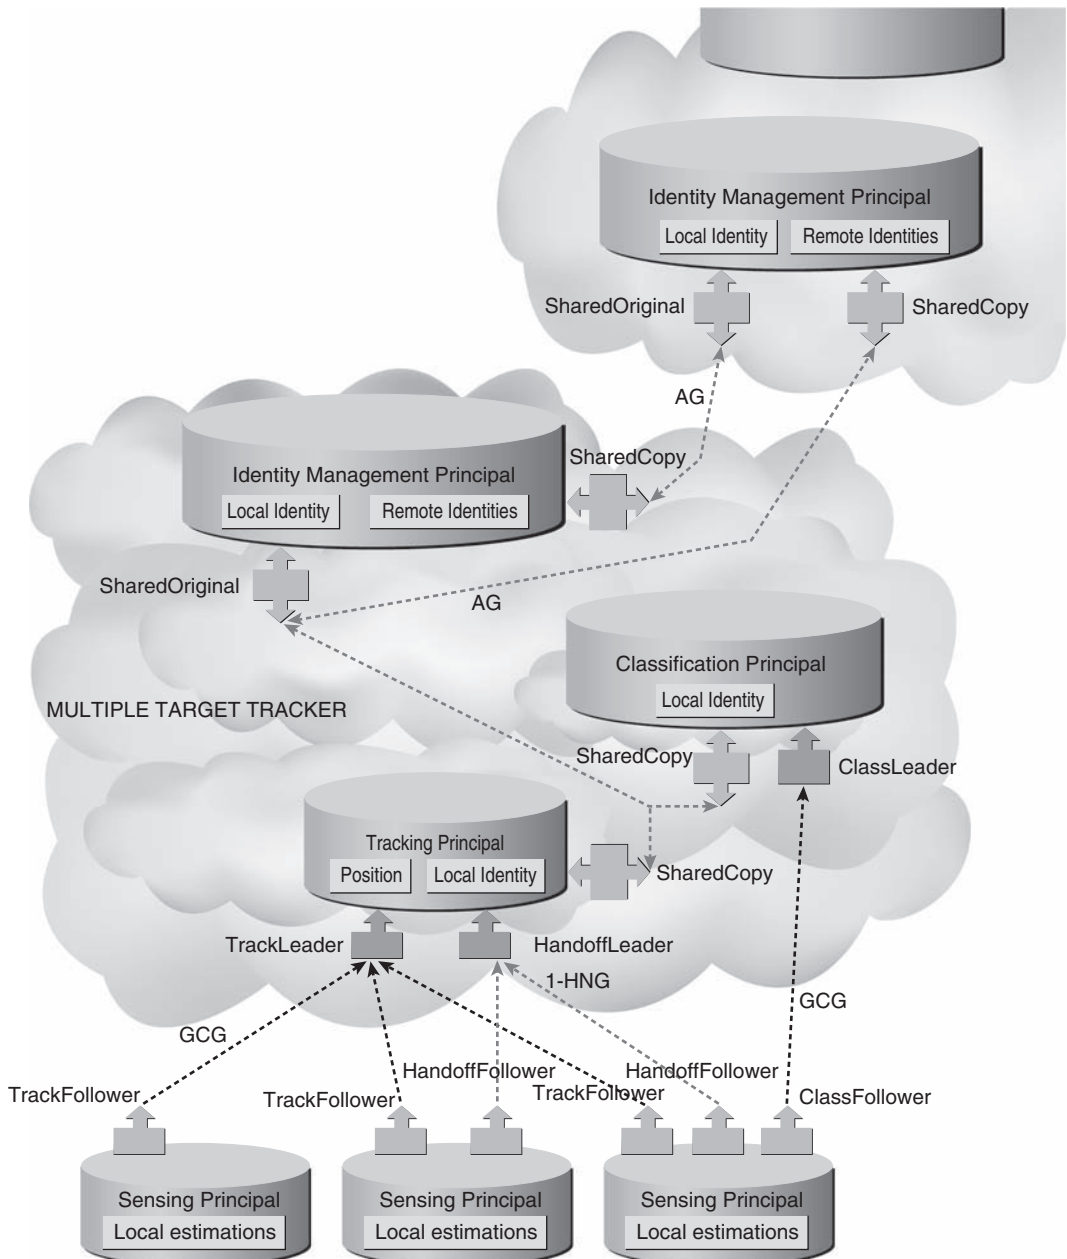 Identity Management Principal
Local Identity
Remote Identities
SharedOriginal
SharedCopy
AG
SharedCopy
Identity Management Principal
Local Identity
Remote Identities
SharedOriginal
AG
Classification Principal
Local Identity
MULTIPLE TARGET TRACKER
SharedCopy
ClassLeader
Tracking Principal
Position
Local Identity
SharedCopy
TrackLeader
HandoffLeader
1-HNG
GCG
GCG
HandoffFollower
HandoffFollower
TrackFollower
TrackFollower
TrackFollower
ClassFollower
Sensing Principal
Local estimations
Sensing Principal
Local estimations
Sensing Principal
Local estimations